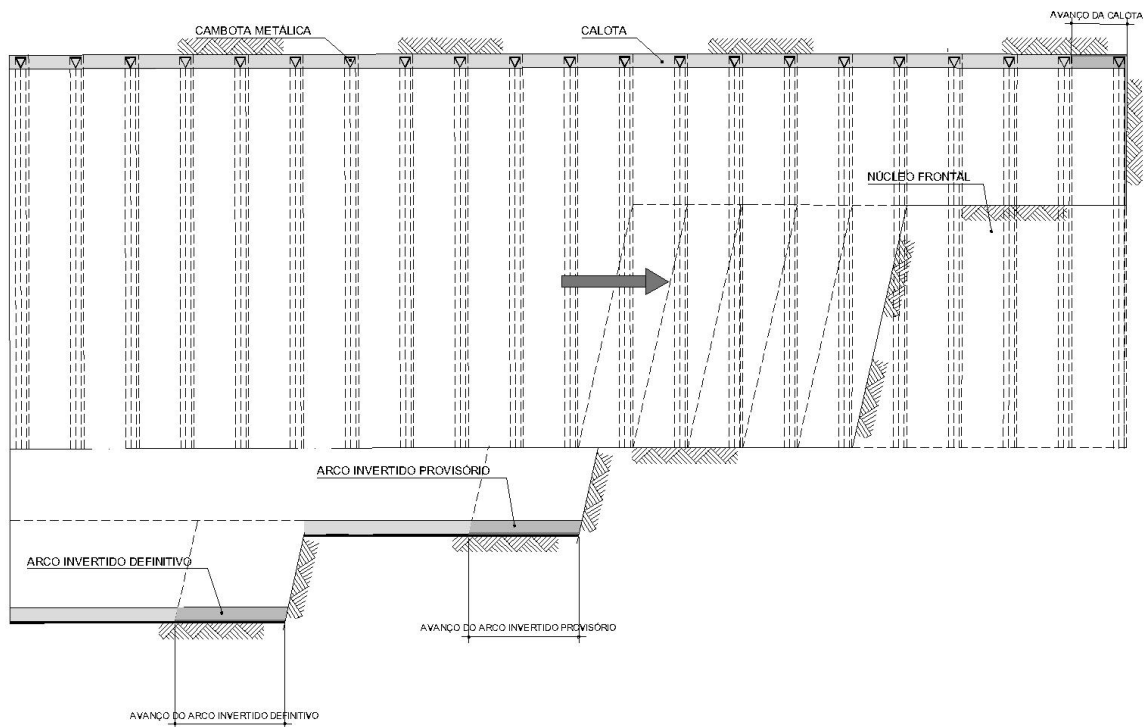 AVANÇO DA CALOTA
CAMBOTA METÁLICA
CALOTA
NÚCLEO FRONTAL
ARCO INVERTIDO PROVISÓRIO
ARCO INVERTIDO DEFINITIVO
AVANÇO DO ARCO INVERTIDO PROVISÓRIO
AVANÇO DO ARCO INVERTIDO DEFINITIVO